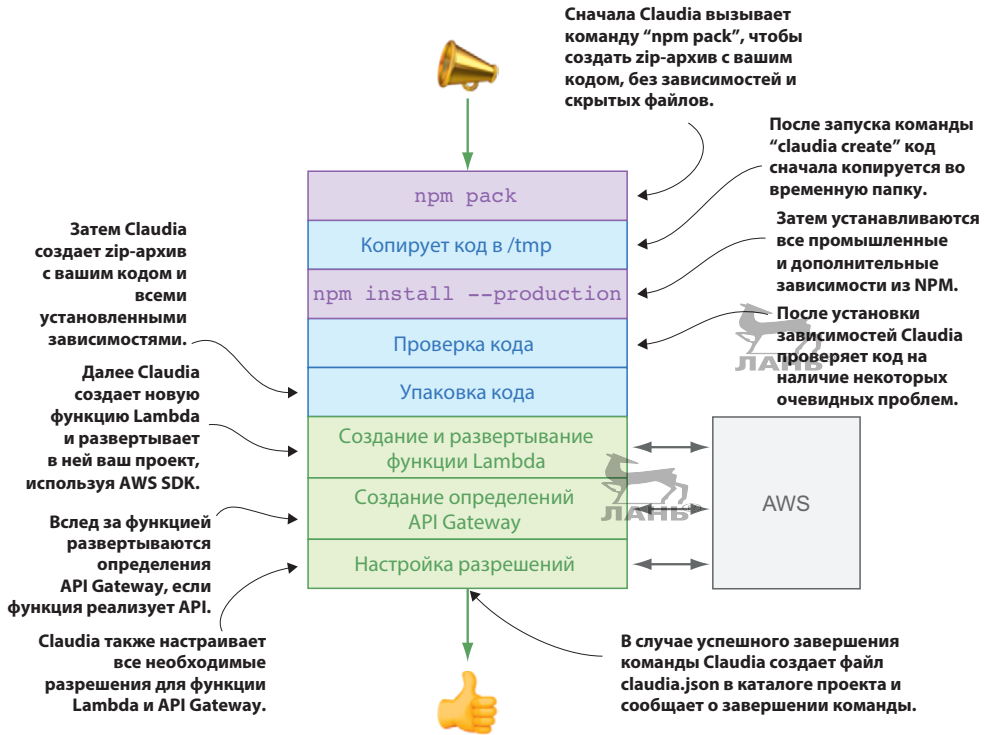 Сначала Claudia вызывает
команду “npm pack”, чтобы
создать zip-архив с вашим
кодом, без зависимостей и
скрытых файлов.
После запуска команды
“claudia create” код
сначала копируется во
временную папку.
Затем устанавливаются
все промышленные
и дополнительные
зависимости из NPM.
После установки
зависимостей Claudia
проверяет код на
наличие некоторых
очевидных проблем.
ЛАНЬ
npm pack
Копирует код в /tmp
npm install --production
Проверка кода
Упаковка кода
Создание и развертывание
функции Lambda
Создание определений
API Gateway
Настройка разрешений
ЛАНЬ
AWS
Затем Claudia
создает zip-архив
с вашим кодом и
всеми
установленными
зависимостями.
Далее Claudia
создает новую
функцию Lambda
и развертывает
в ней ваш проект,
используя AWS SDK.
Вслед за функцией
развертываются
определения
API Gateway, если
функция реализует API.
Claudia также настраивает
все необходимые
разрешения для функции
Lambda и API Gateway.
В случае успешного завершения
команды Claudia создает файл
claudia.json в каталоге проекта и
сообщает о завершении команды.